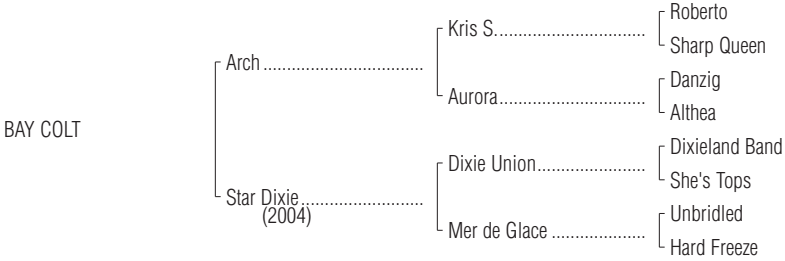 Roberto
Kris S..................................
Sharp Queen
Arch .................................
Danzig
Aurora.................................
Althea
BAY COLT
Dixieland Band
Dixie Union........................
She's Tops
Star Dixie..........................
(2004)
Unbridled
Mer de Glace .....................
Hard Freeze